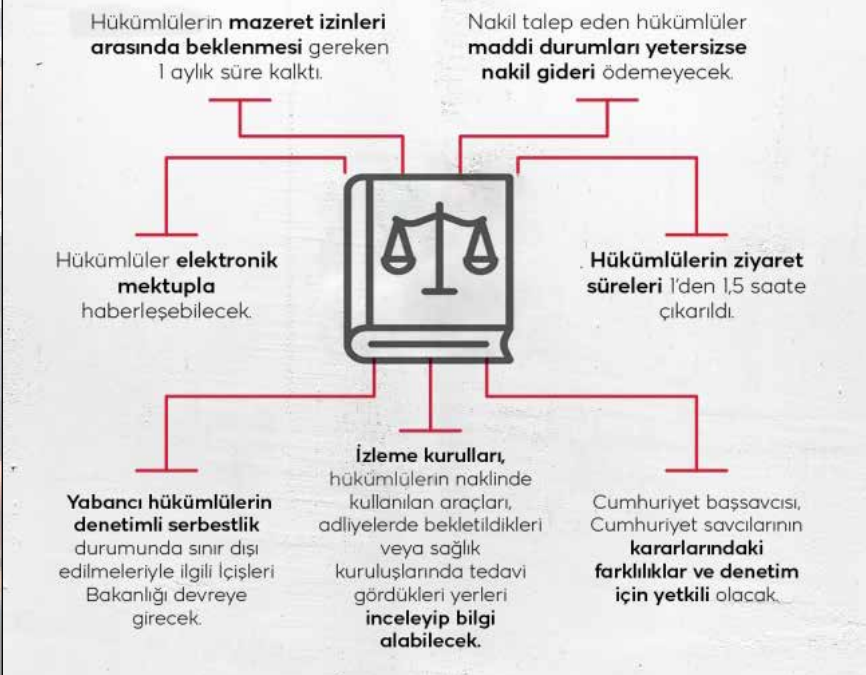 Hükümlülerin mazeret izinleri
arasında beklenmesi gereken
1 aylık süre kalktı.
Nakil talep eden hükümlüler
maddi durumları yetersizse
nakil gideri ödemeyecek.
Hükümlüler elektronik
mektupla
haberleşebilecek.
Hükümlülerin ziyaret
süreleri 1'den 1,5 saate
çıkarıldı.
Yabancı hükümlülerin
denetimli serbestlik
durumunda sınır dışı
edilmeleriyle ilgili İçişleri
Bakanlığı devreye
girecek.
İzleme kurulları,
hükümlülerin naklinde
kullanılan araçları,
adliyelerde bekletildikleri
veya sağlık
kuruluşlarında tedavi
gördükleri yerleri
inceleyip bilgi
alabilecek.
Cumhuriyet başsavcısı,
Cumhuriyet savcılarının
kararlarındaki
farklılıklar ve denetim
için yetkili olacak.